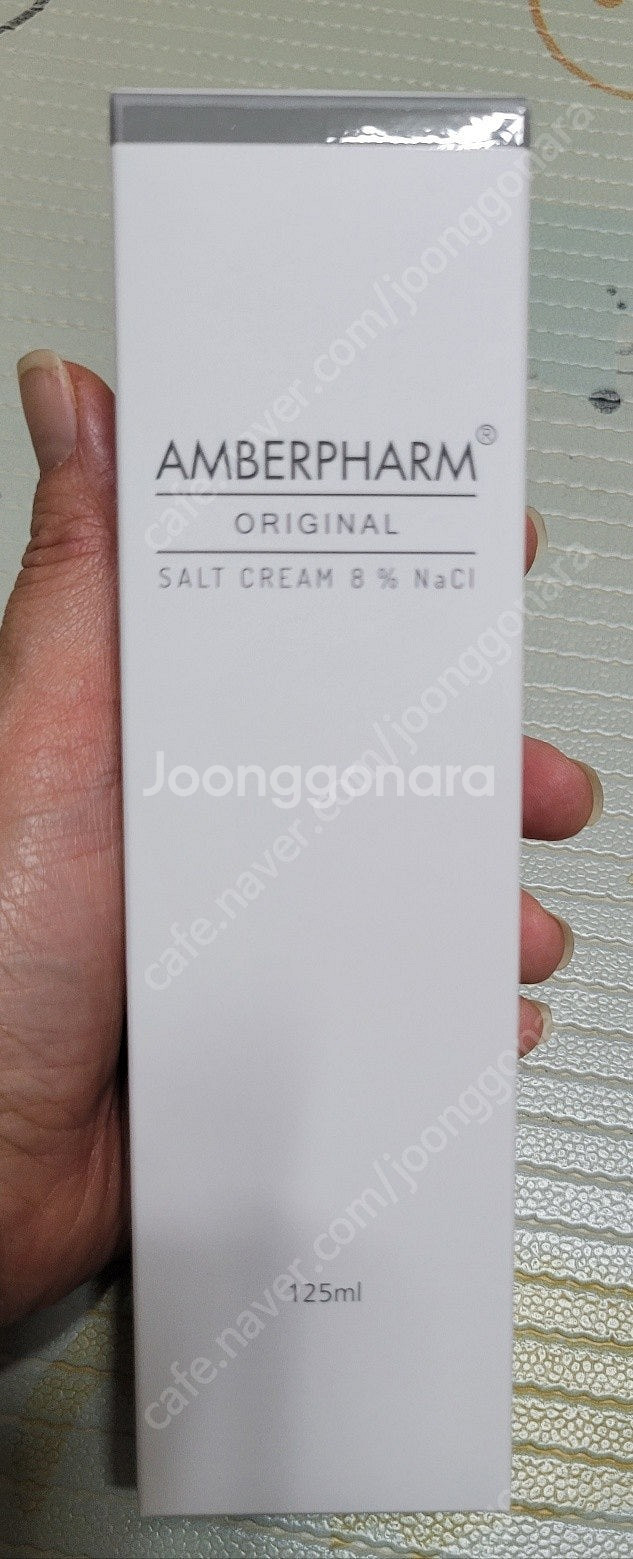 AMBERPHARM®
ORIGINAL
SALT CREAM 8 % NaCl
Joonggonara
125ml
cafe.naver.com/joonggonara
cafe.naver.com/joonggonara
cafe.naver.com/joonggonara